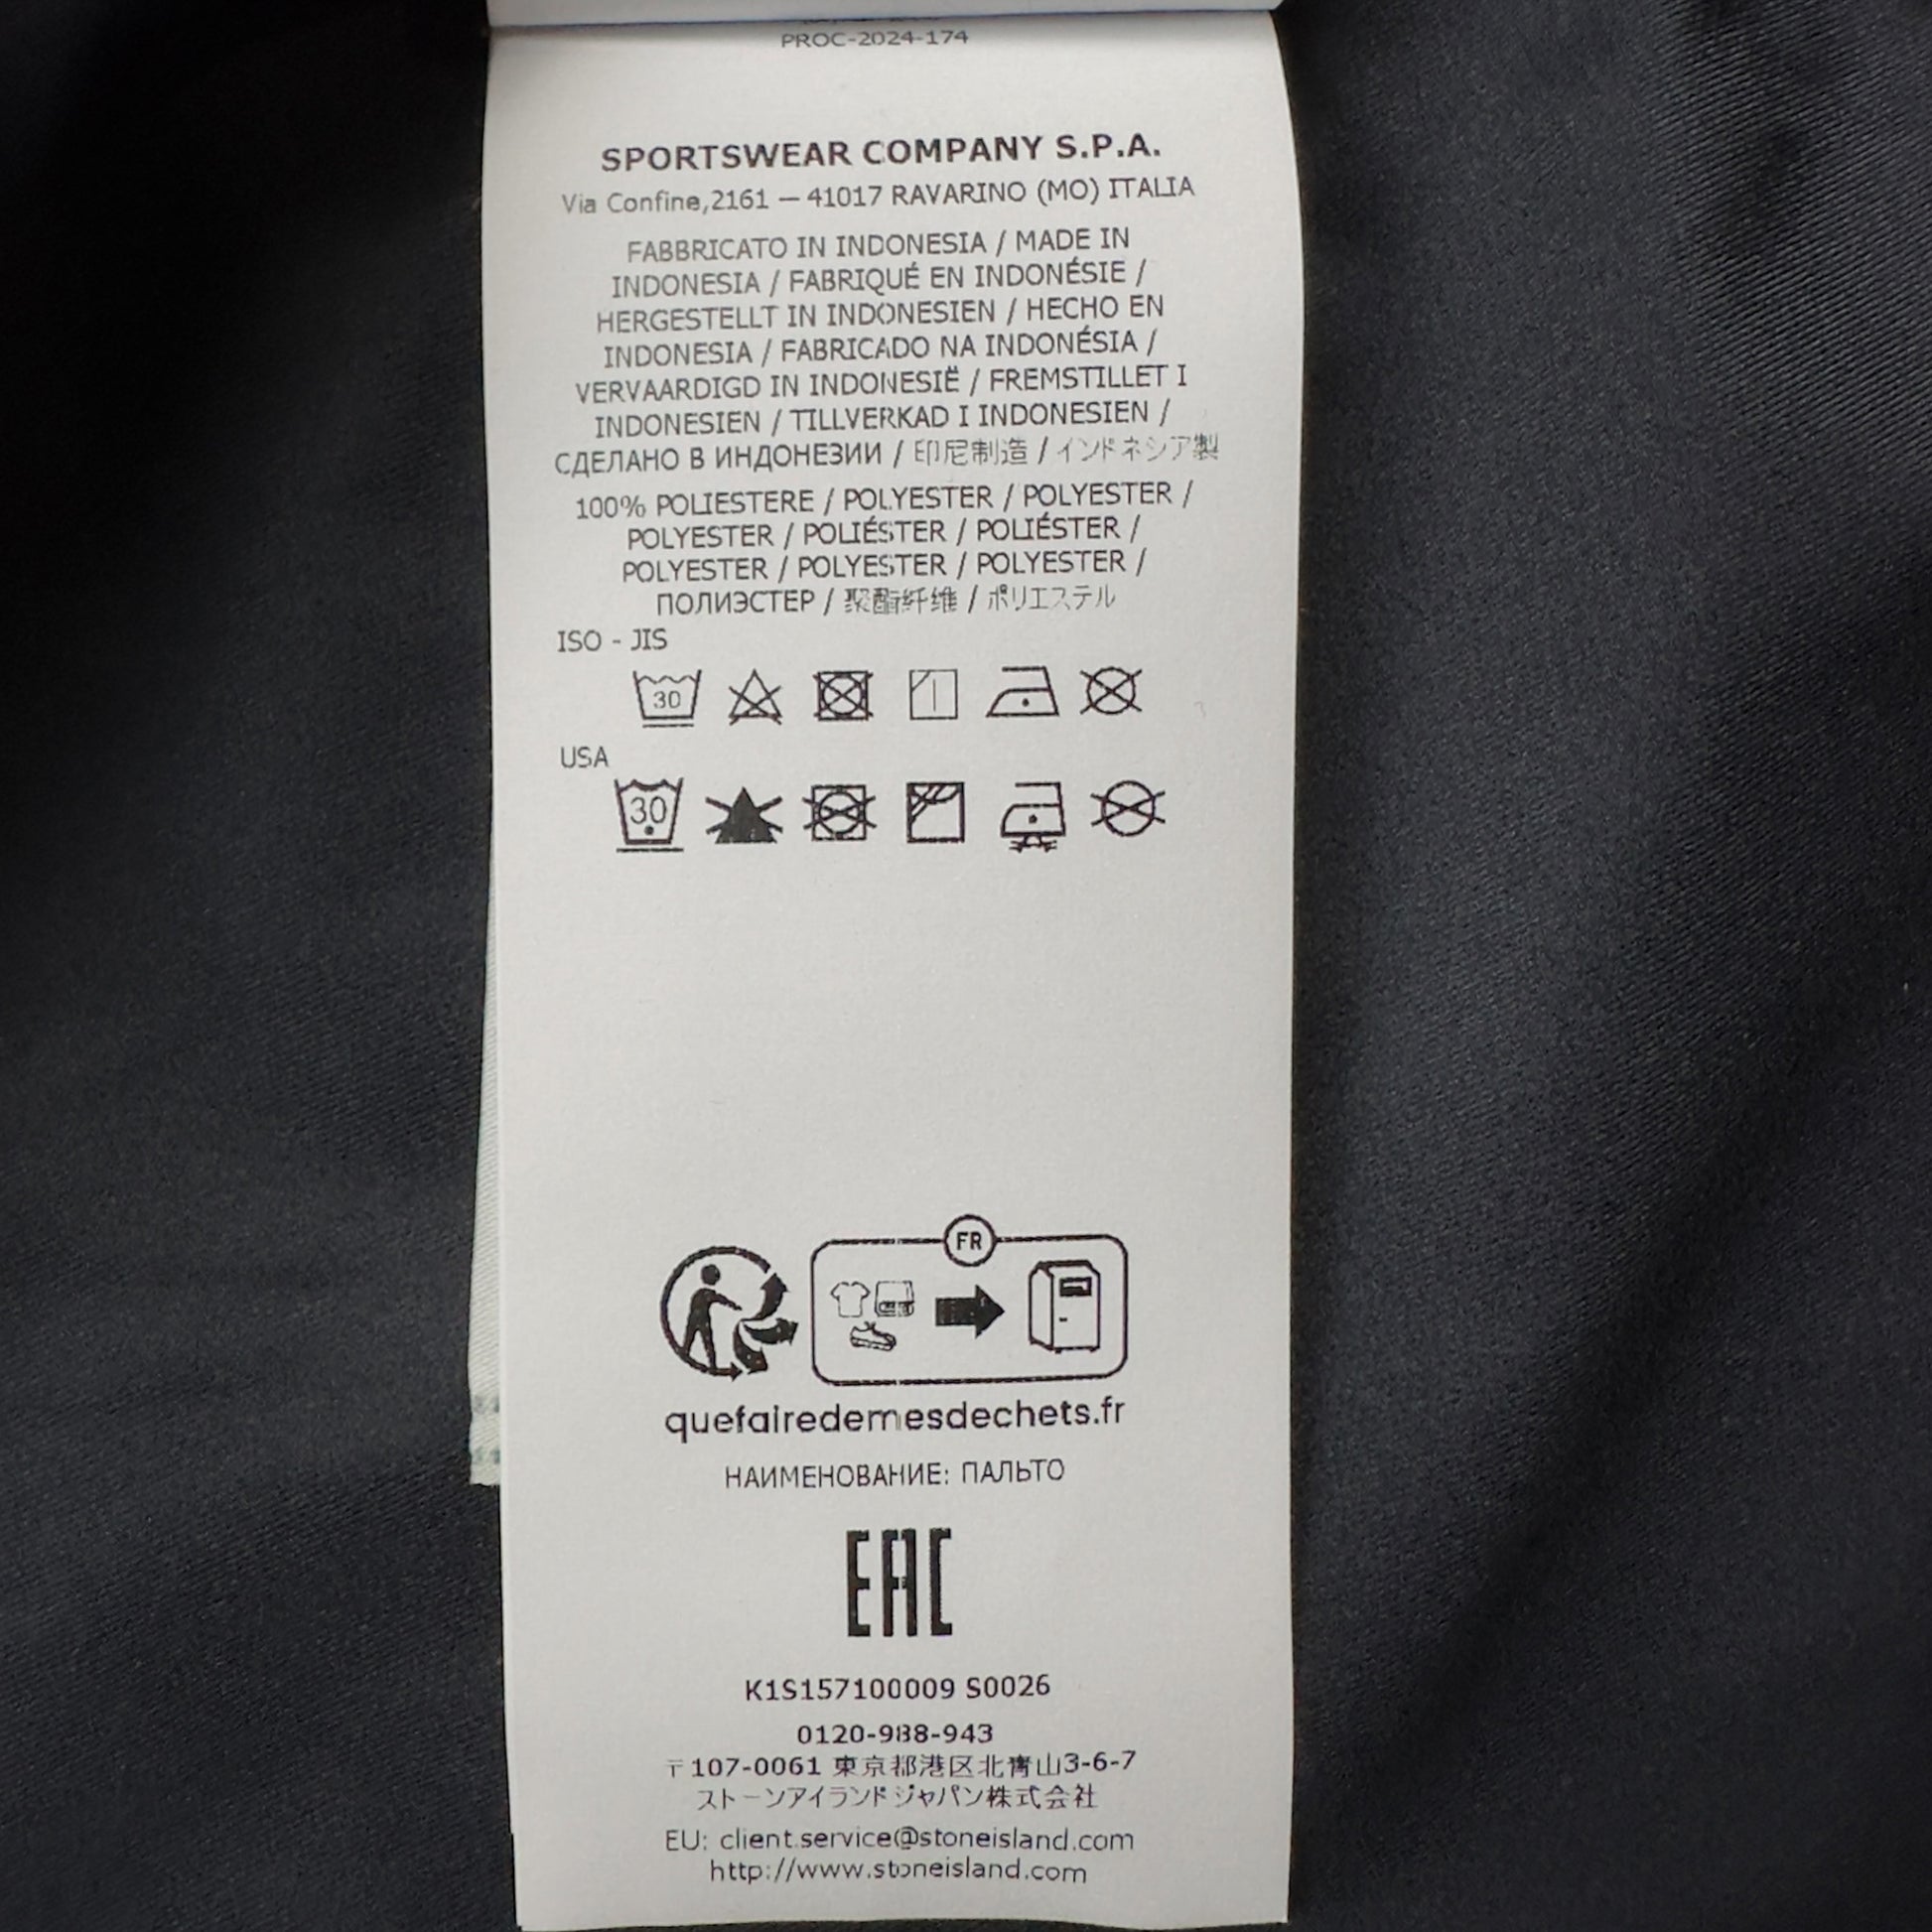 PROC-2024-174
SPORTSWEAR COMPANY S.P.A.
Via Confine,2161 – 41017 RAVARINO (MO) ITALIA
FABBRICATO IN INDONESIA / MADE IN
INDONESIA / FABRIQUÉ EN INDONÉSIE /
HERGESTELLT IN INDONESIEN / HECHO EN
INDONESIA / FABRICADO NA INDONÉSIA /
VERVAARDIGD IN INDONESIË / FREMSTILLET I
INDONESIEN / TILLVERKAD I INDONESIEN /
СДЕЛАНО В ИНДОНЕЗИИ / 印尼制造 / インドネシア製
100% POLIESTERE / POLYESTER / POLYESTER /
POLYESTER / POLIÉSTER / POLIÉSTER /
POLYESTER / POLYESTER / POLYESTER /
ПОЛИЭСТЕР / 聚酯纤维 / ポリエステル
ISO - JIS
30
USA
30
FR
quefairedemesdechets.fr
НАИМЕНОВАНИЕ: ПАЛЬТО
EAC
K1S157100009 S0026
0120-988-943
〒107-0061 東京都港区北青山3-6-7
ストーンアイランドジャパン株式会社
EU: client.service@stoneisland.com
http://www.stoneisland.com